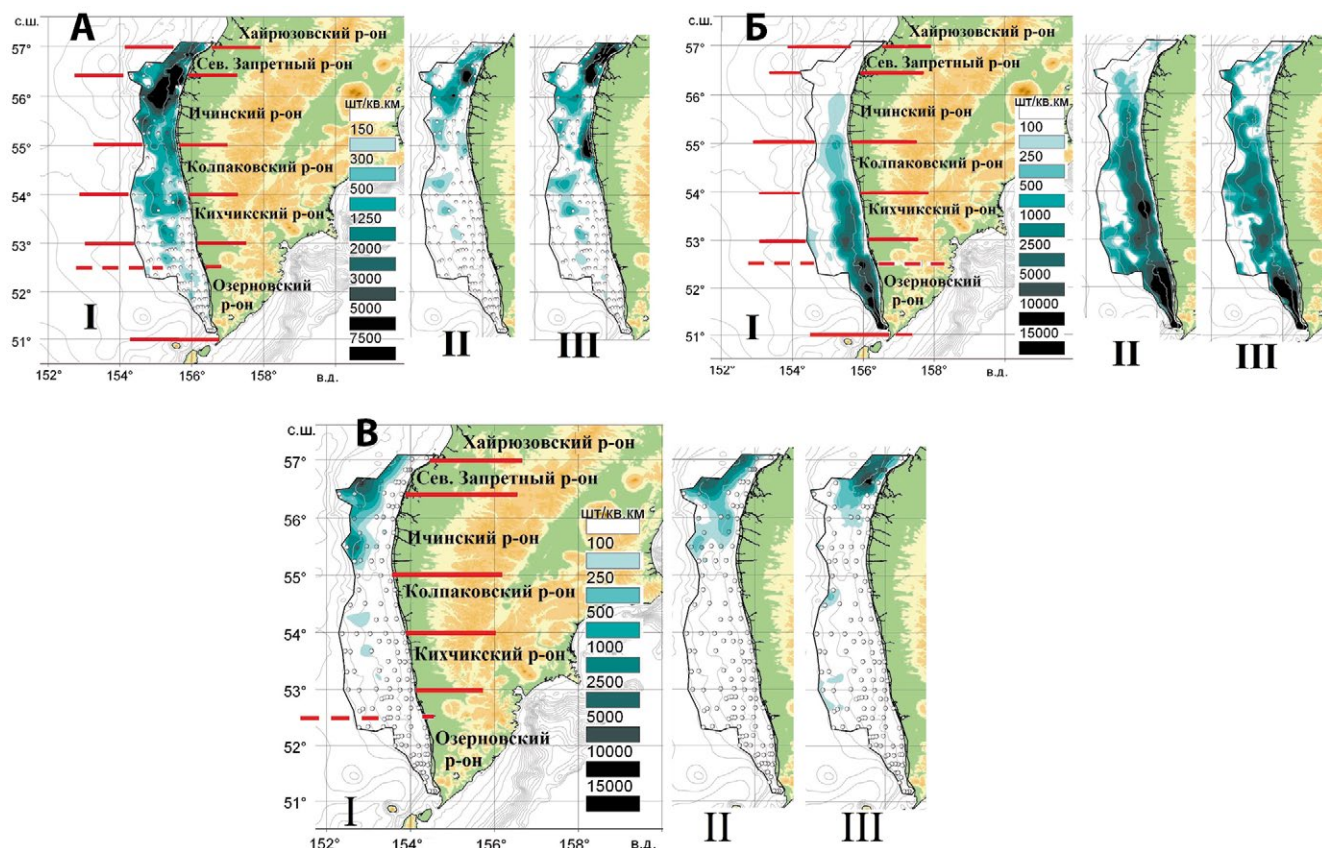 А
с.ш.
57°
56°
55°
54°
53°
52°
51°
152°
154°
156°
158°
в.д.
Хайрюзовский р-он
Сев. Запретный р-он
Ичинский р-он
Колпаковский р-он
Кихчикский р-он
Озерновский
р-он
шт/кв.км
150
300
500
1250
2000
3000
5000
7500
I
II
III
Б
с.ш.
57°
56°
55°
54°
53°
52°
51°
152°
154°
156°
158°
в.д.
Хайрюзовский р-он
Сев. Запретный р-он
Ичинский р-он
Колпаковский р-он
Кихчикский р-он
Озерновский
р-он
шт/кв.км
100
250
500
1000
2500
5000
10000
15000
I
II
III
В
с.ш.
57°
56°
55°
54°
53°
52°
51°
152°
154°
156°
158°
в.д.
Хайрюзовский р-он
Сев. Запретный р-он
Ичинский р-он
Колпаковский р-он
Кихчикский р-он
Озерновский
р-он
шт/кв.км
100
250
500
1000
2500
5000
10000
15000
I
II
III